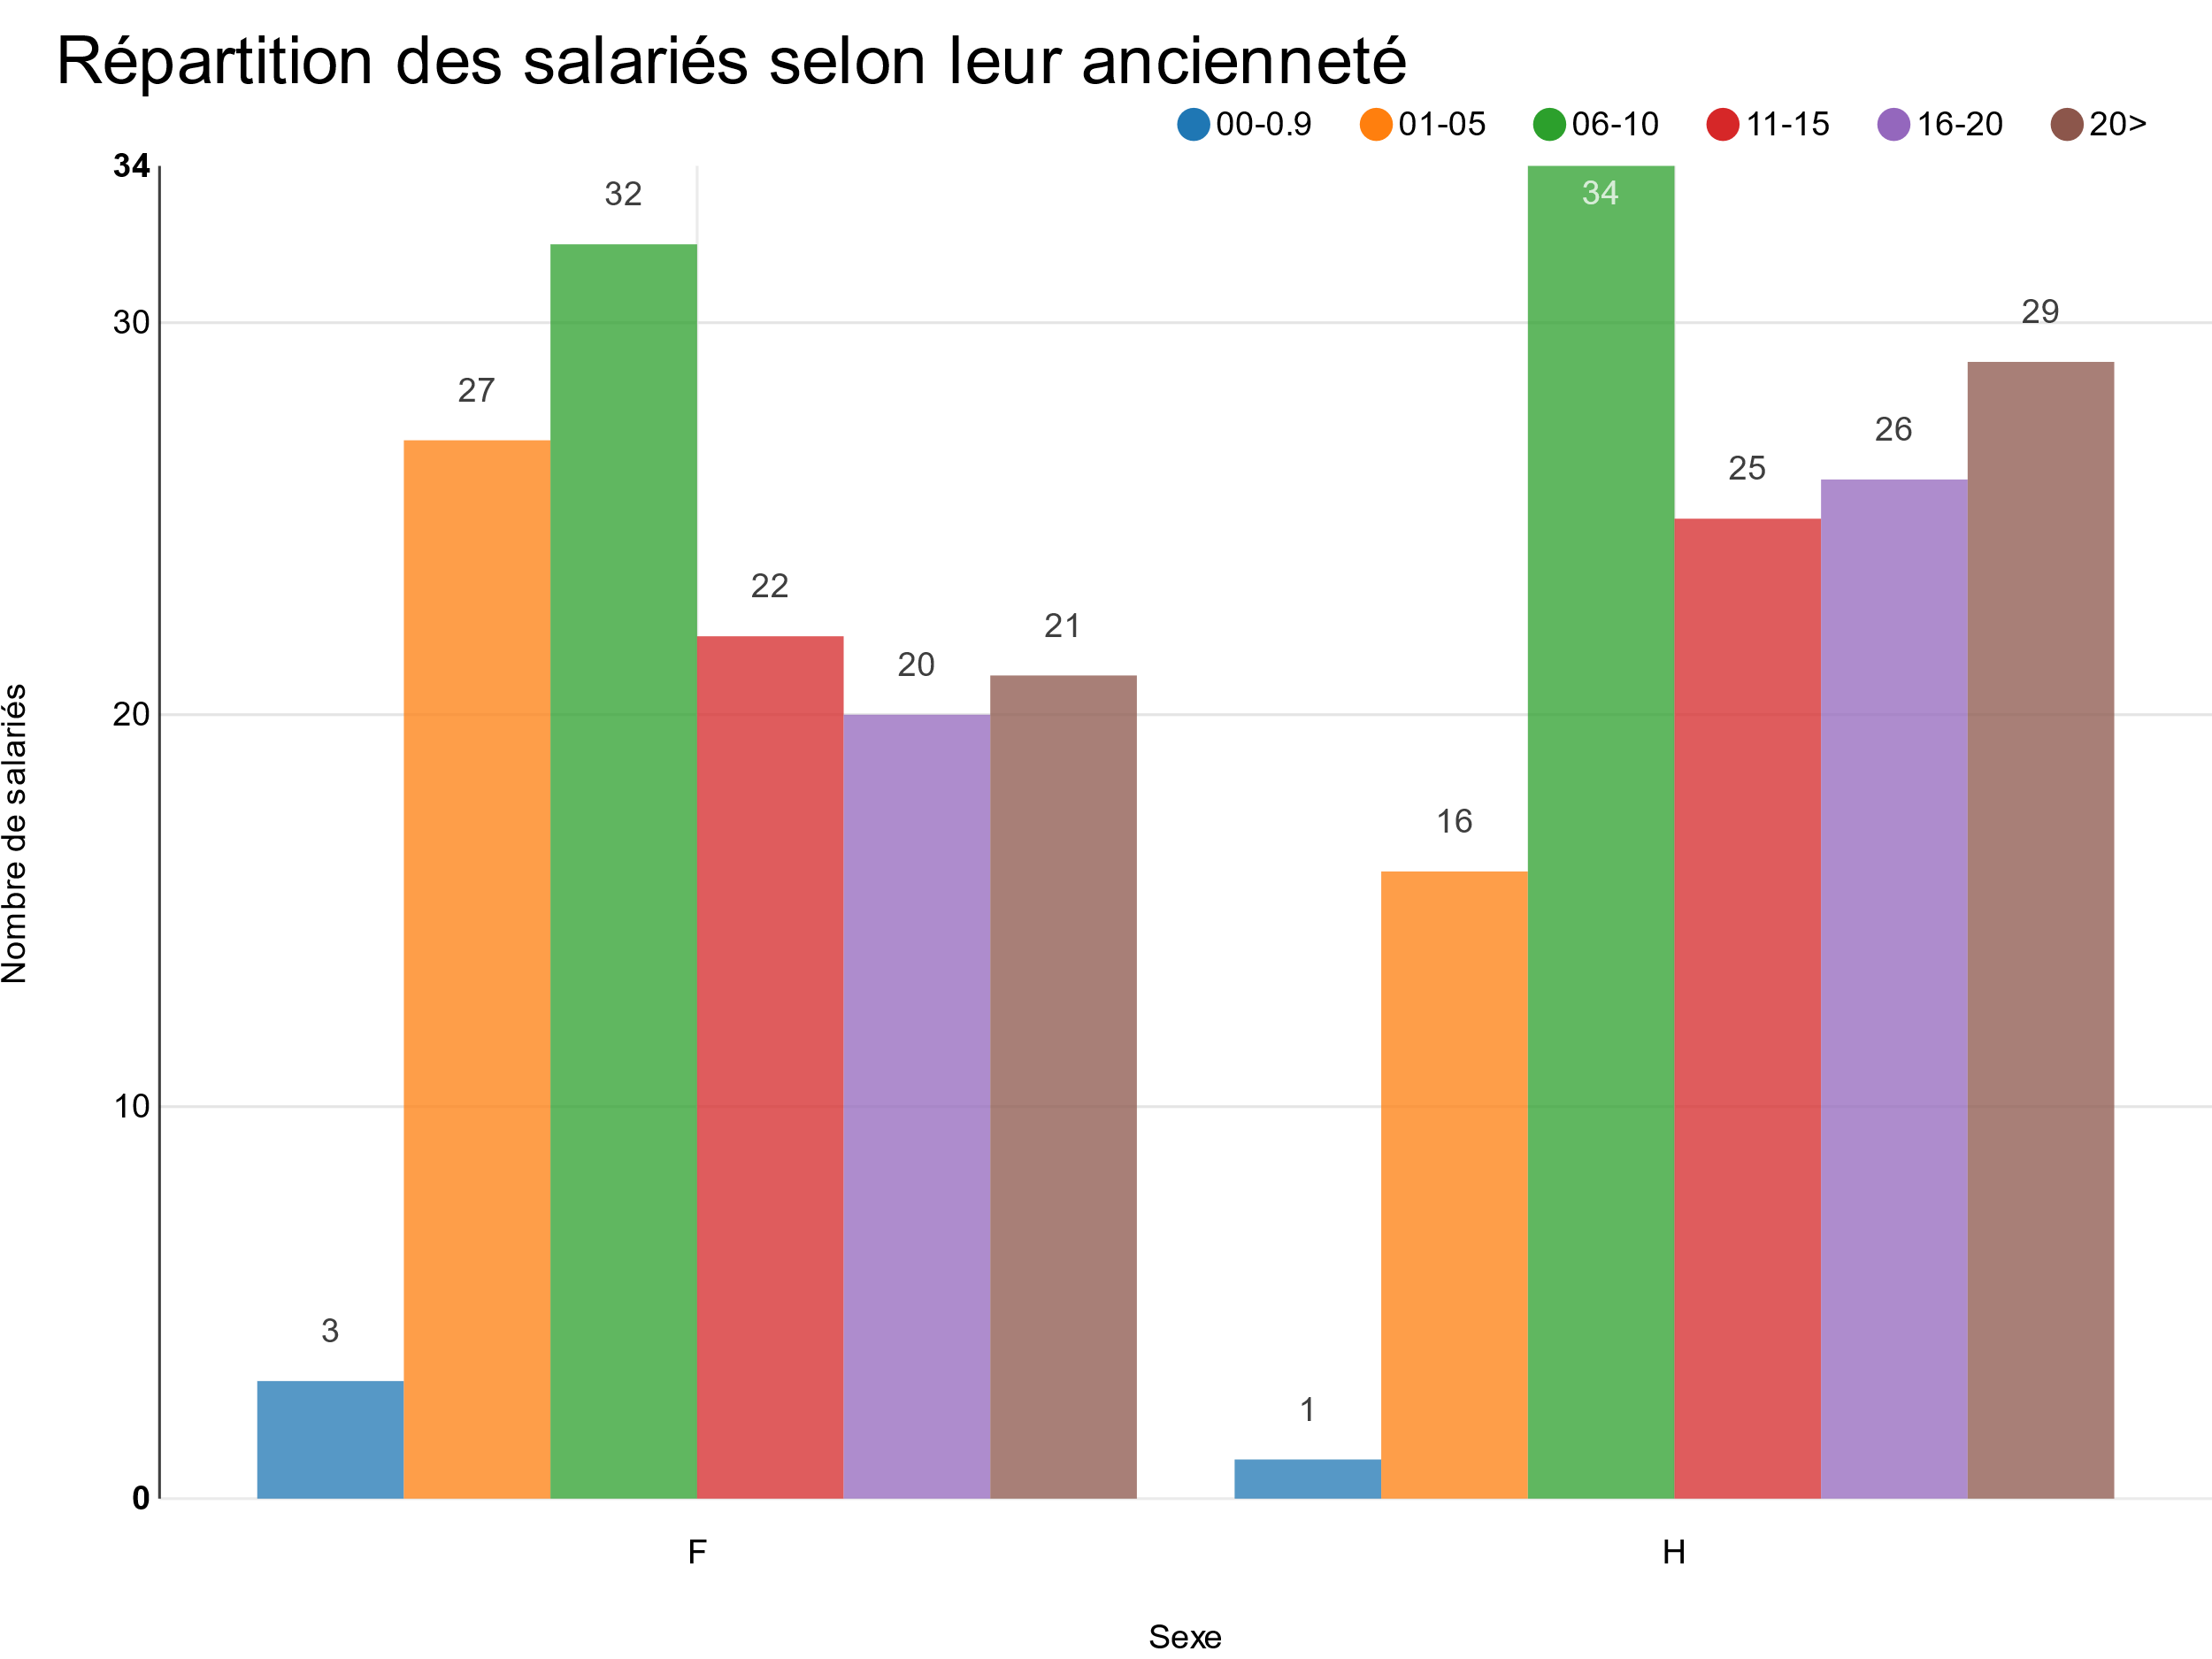 Répartition des salariés selon leur ancienneté
00-0.9 01-05 06-10 11-15 16-20 20>
34
30
20
10
0
Nombre de salariés
3
27
32
22
20
21
1
16
34
25
26
29
F
H
Sexe